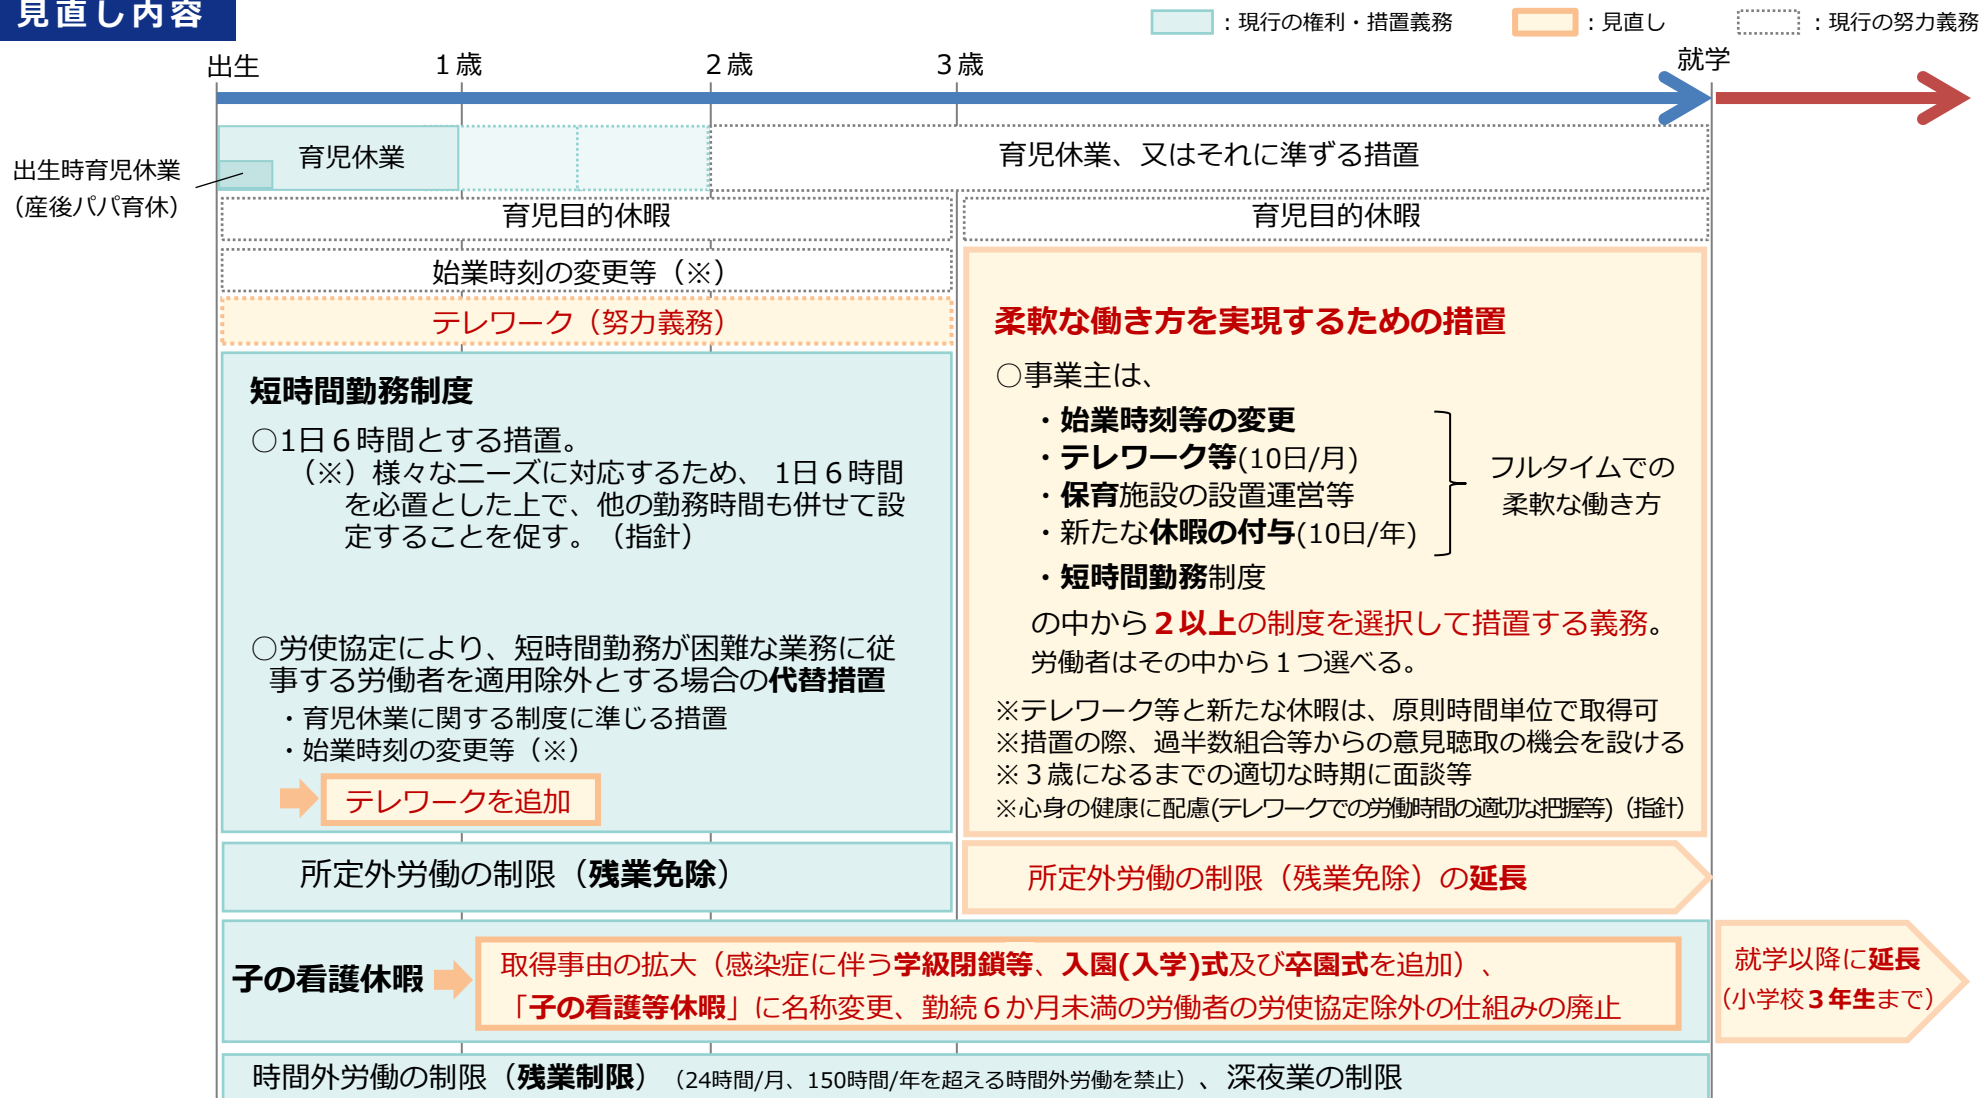 見直し内容
：現行の権利・措置義務
：見直し
：現行の努力義務
出生
１歳
２歳
３歳
就学
出生時育児休業
（産後パパ育休）
育児休業
育児休業、又はそれに準ずる措置
育児目的休暇
育児目的休暇
始業時刻の変更等（※）
テレワーク（努力義務）
短時間勤務制度
○1日６時間とする措置。
（※）様々なニーズに対応するため、 1日６時間
を必置とした上で、他の勤務時間も併せて設
定することを促す。（指針）
○労使協定により、短時間勤務が困難な業務に従
事する労働者を適用除外とする場合の代替措置
・育児休業に関する制度に準じる措置
・始業時刻の変更等（※）
テレワークを追加
柔軟な働き方を実現するための措置
○事業主は、
・始業時刻等の変更
・テレワーク等(10日/月)
・保育施設の設置運営等
・新たな休暇の付与(10日/年)
・短時間勤務制度
フルタイムでの
柔軟な働き方
の中から２以上の制度を選択して措置する義務。
労働者はその中から１つ選べる。
※テレワーク等と新たな休暇は、原則時間単位で取得可
※措置の際、過半数組合等からの意見聴取の機会を設ける
※３歳になるまでの適切な時期に面談等
※心身の健康に配慮(テレワークでの労働時間の適切な把握等)（指針）
所定外労働の制限（残業免除）
所定外労働の制限（残業免除）の延長
子の看護休暇
取得事由の拡大（感染症に伴う学級閉鎖等、入園(入学)式及び卒園式を追加）、
「子の看護等休暇」に名称変更、勤続６か月未満の労働者の労使協定除外の仕組みの廃止
就学以降に延長
（小学校３年生まで）
時間外労働の制限（残業制限）（24時間/月、150時間/年を超える時間外労働を禁止）、深夜業の制限